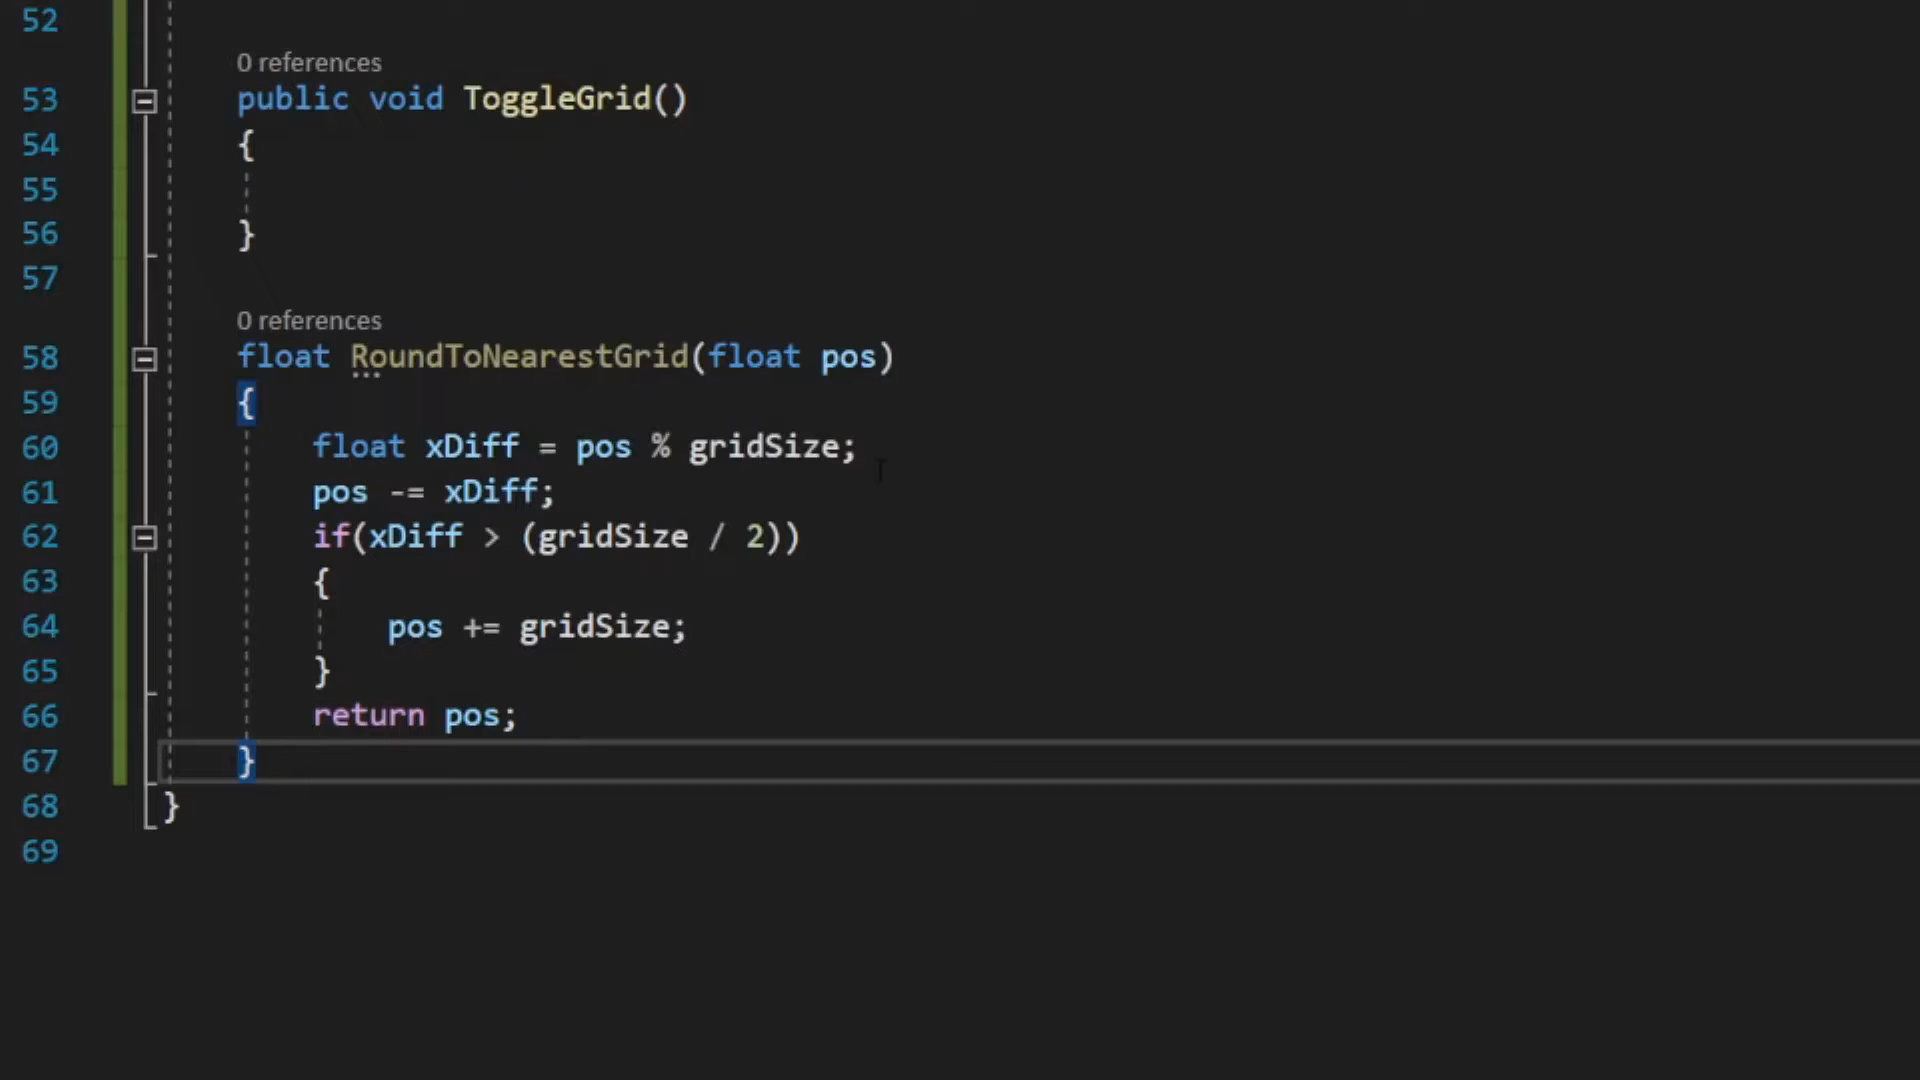 52
0 references
53 public void ToggleGrid()
54 {
55
56 }
57
0 references
58 float RoundToNearestGrid(float pos)
59 {
60 float xDiff = pos % gridSize;
61 pos -= xDiff;
62 if(xDiff > (gridSize / 2))
63 {
64 pos += gridSize;
65 }
66 return pos;
67 }
68 }
69